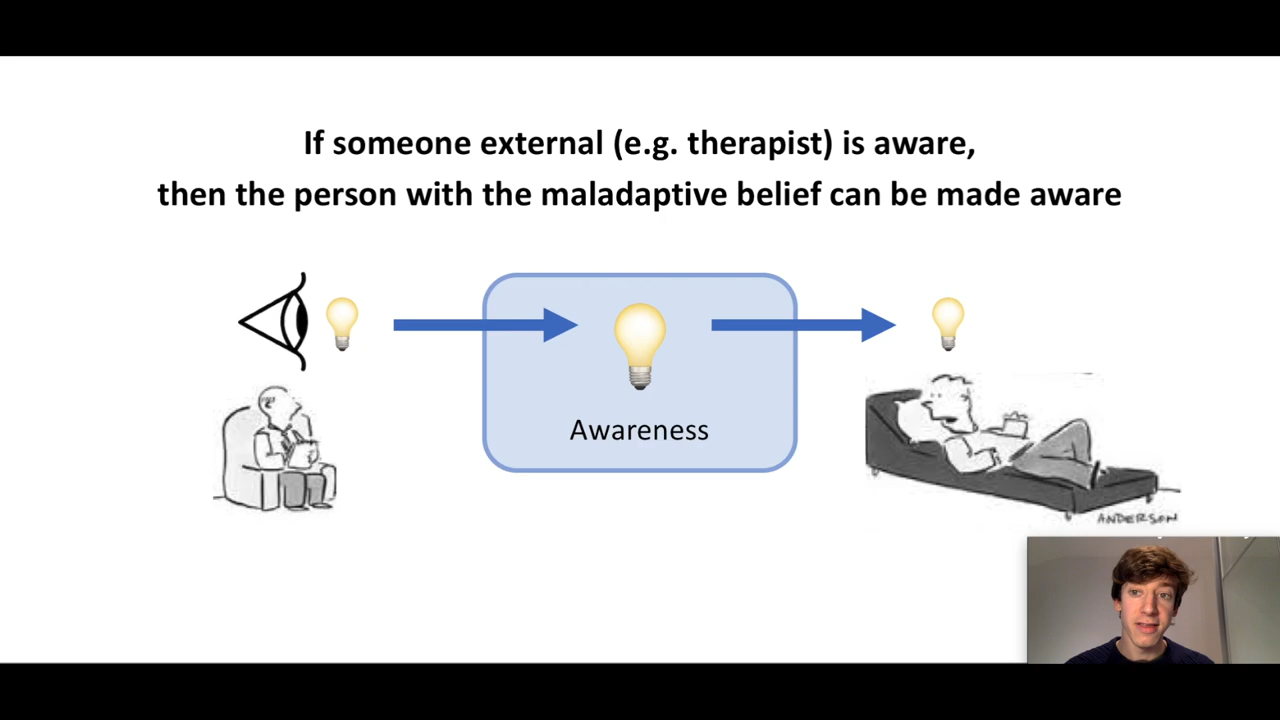 If someone external (e.g. therapist) is aware,
then the person with the maladaptive belief can be made aware
Awareness
ANDERSON